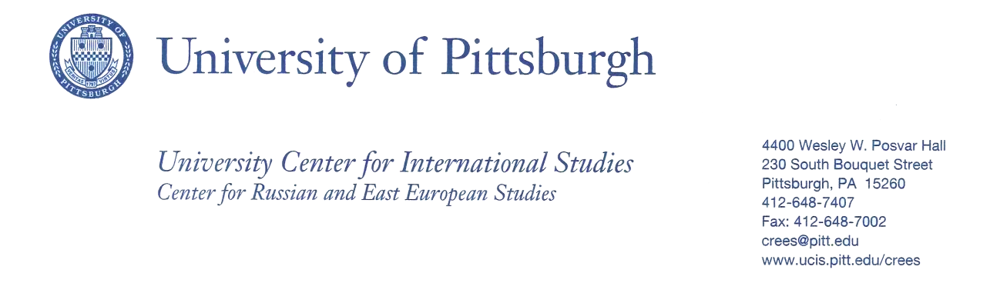 UNIVERSITY OF PITTSBURGH
VERITAS VIRTUS
1787
University of Pittsburgh
University Center for International Studies
Center for Russian and East European Studies
4400 Wesley W. Posvar Hall
230 South Bouquet Street
Pittsburgh, PA 15260
412-648-7407
Fax: 412-648-7002
crees@pitt.edu
www.ucis.pitt.edu/crees